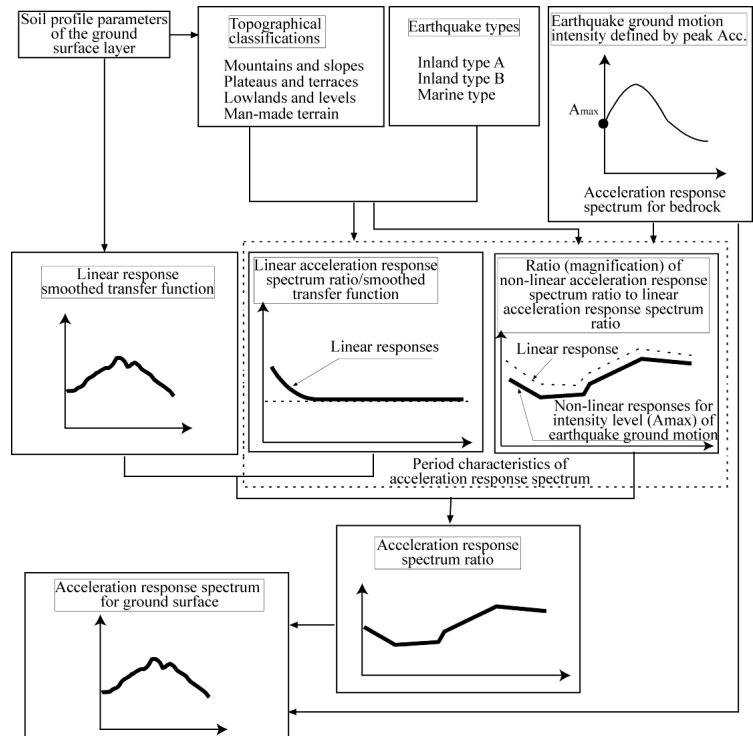 Soil profile parameters
of the ground
surface layer
Topographical
classifications
Mountains and slopes
Plateaus and terraces
Lowlands and levels
Man-made terrain
Earthquake types
Inland type A
Inland type B
Marine type
Earthquake ground motion
intensity defined by peak Acc.
Amax
Acceleration response
spectrum for bedrock
Linear response
smoothed transfer function
Linear acceleration response
spectrum ratio/smoothed
transfer function
Linear responses
Ratio (magnification) of
non-linear acceleration response
spectrum ratio to linear
acceleration response spectrum
ratio
Linear response
Non-linear responses for
intensity level (Amax) of
earthquake ground motion
Period characteristics of
acceleration response spectrum
Acceleration response
spectrum ratio
Acceleration response spectrum
for ground surface